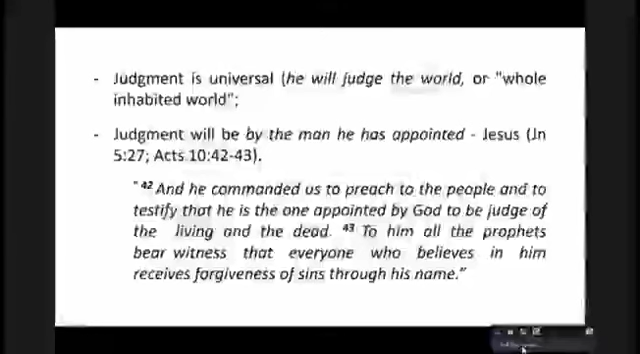 - Judgment is universal (he will judge the world, or "whole
inhabited world";
- Judgment will be by the man he has appointed - Jesus (Jn
5:27; Acts 10:42-43).
" 42 And he commanded us to preach to the people and to
testify that he is the one appointed by God to be judge of
the living and the dead. 43 To him all the prophets
bear witness that everyone who believes in him
receives forgiveness of sins through his name."